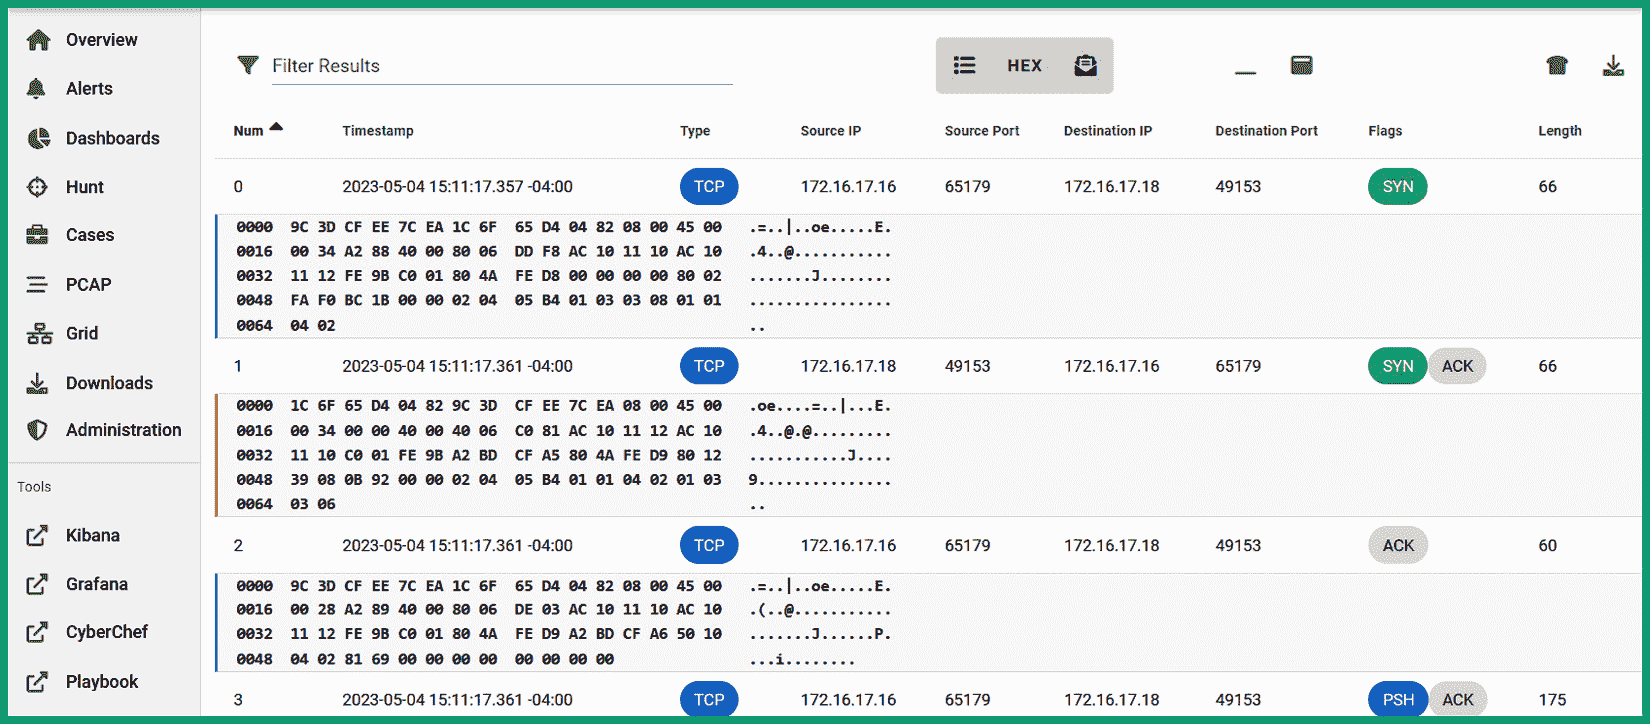 Overview
Alerts
Dashboards
Hunt
Cases
PCAP
Grid
Downloads
Administration
Tools
Kibana
Grafana
CyberChef
Playbook
Filter Results
HEX
Num Timestamp Type Source IP Source Port Destination IP Destination Port Flags Length
0 2023-05-04 15:11:17.357 -04:00 TCP 172.16.17.16 65179 172.16.17.18 49153 SYN 66
0000 9C 3D CF EE 7C EA 1C 6F 65 D4 04 82 08 00 45 00 .=..|..oe.....E.
0016 00 34 A2 88 40 00 80 06 DD F8 AC 10 11 10 AC 10 .4..@...........
0032 11 12 FE 9B C0 01 80 4A FE D8 00 00 00 00 80 02 .......J........
0048 FA F0 BC 1B 00 00 02 04 05 B4 01 03 03 08 01 01 ................
0064 04 02 ..
1 2023-05-04 15:11:17.361 -04:00 TCP 172.16.17.18 49153 172.16.17.16 65179 SYN ACK 66
0000 1C 6F 65 D4 04 82 9C 3D CF EE 7C EA 08 00 45 00 .oe....=..|...E.
0016 00 34 00 00 40 00 40 06 C0 81 AC 10 11 12 AC 10 .4..@.@.........
0032 11 10 C0 01 FE 9B A2 BD CF A5 80 4A FE D9 80 12 ...........J....
0048 39 08 0B 92 00 00 02 04 05 B4 01 01 04 02 01 03 9...............
0064 03 06 ..
2 2023-05-04 15:11:17.361 -04:00 TCP 172.16.17.16 65179 172.16.17.18 49153 ACK 60
0000 9C 3D CF EE 7C EA 1C 6F 65 D4 04 82 08 00 45 00 .=..|..oe.....E.
0016 00 28 A2 89 40 00 80 06 DE 03 AC 10 11 10 AC 10 .(..@...........
0032 11 12 FE 9B C0 01 80 4A FE D9 A2 BD CF A6 50 10 .......J......P.
0048 04 02 81 69 00 00 00 00 00 00 00 00 ...i........
3 2023-05-04 15:11:17.361 -04:00 TCP 172.16.17.16 65179 172.16.17.18 49153 PSH ACK 175